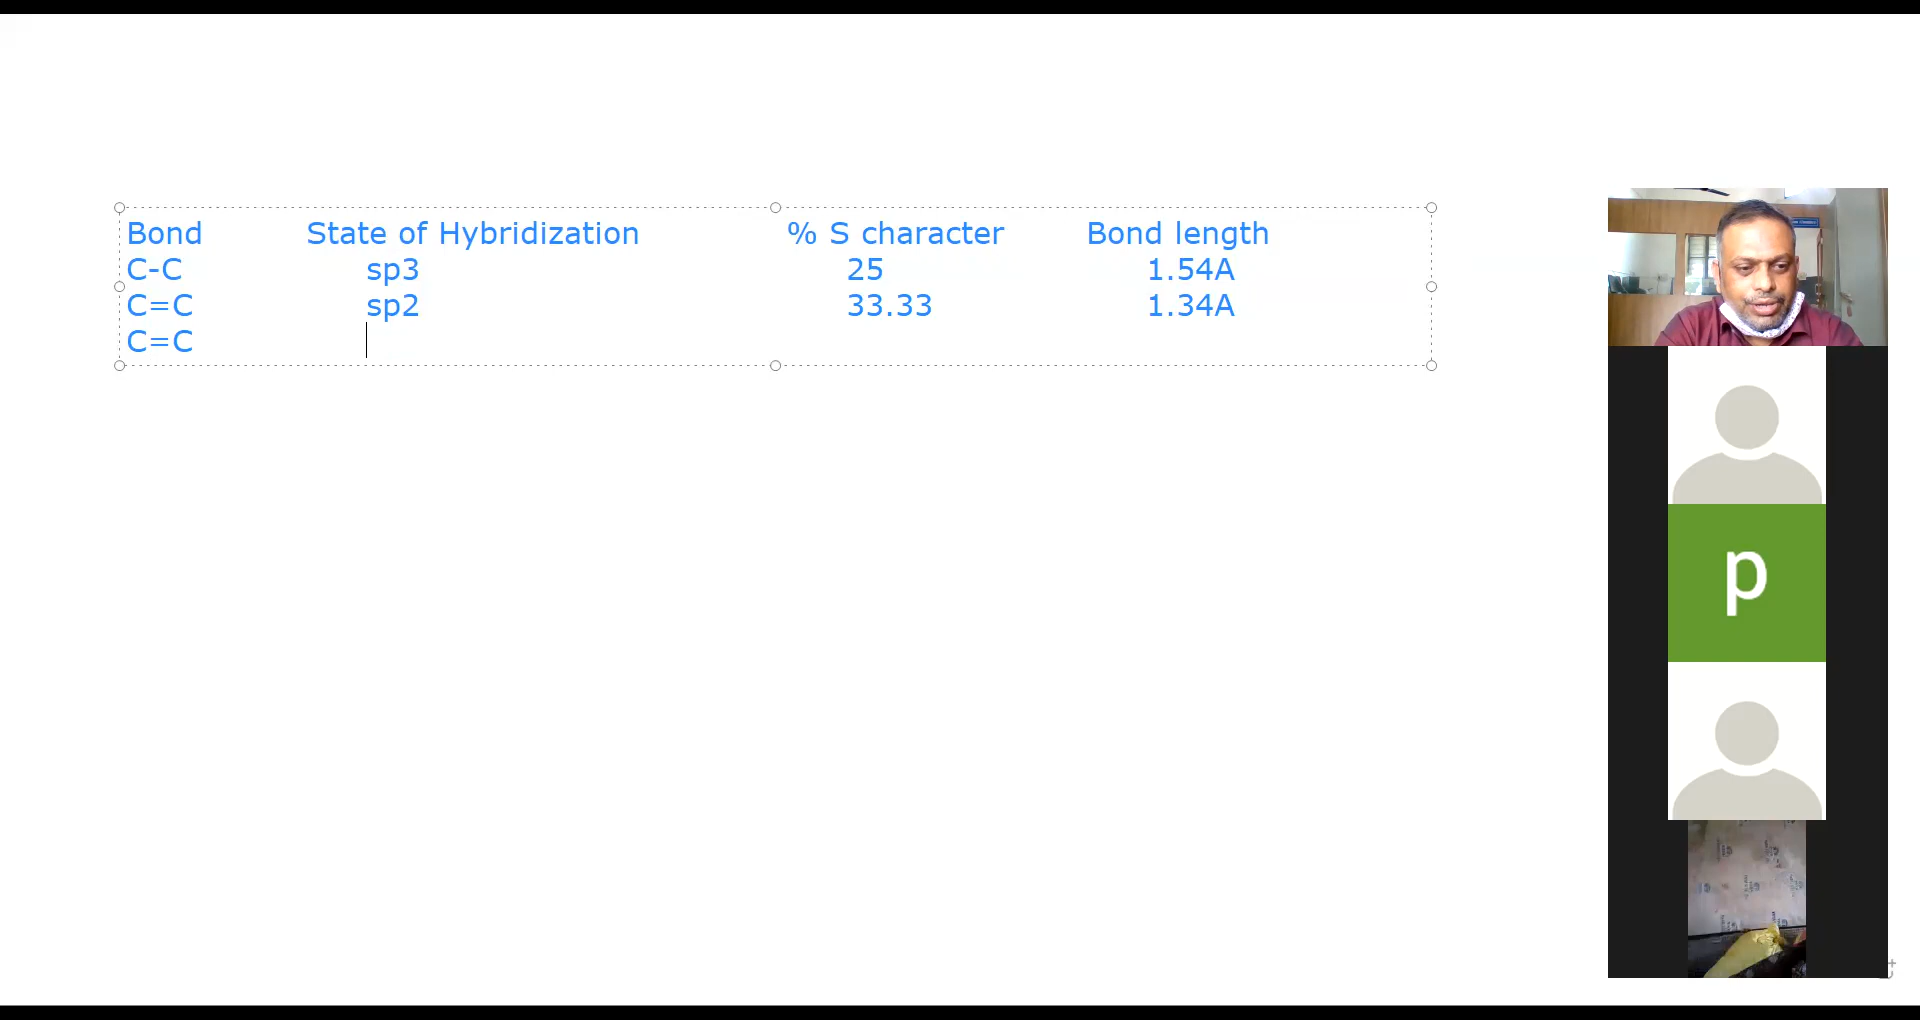 Bond State of Hybridization % S character Bond length
C-C sp3 25 1.54A
C=C sp2 33.33 1.34A
C=C
p